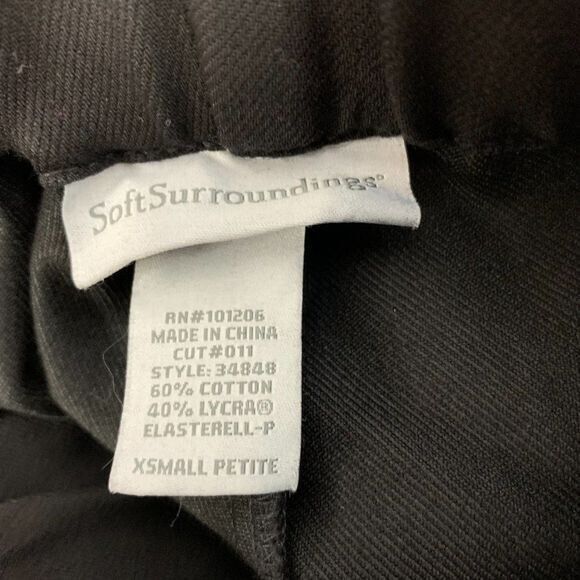 SoftSurroundings®
RN#101206
MADE IN CHINA
CUT#011
STYLE: 34848
60% COTTON
40% LYCRA®
ELASTERELL-P
XSMALL PETITE